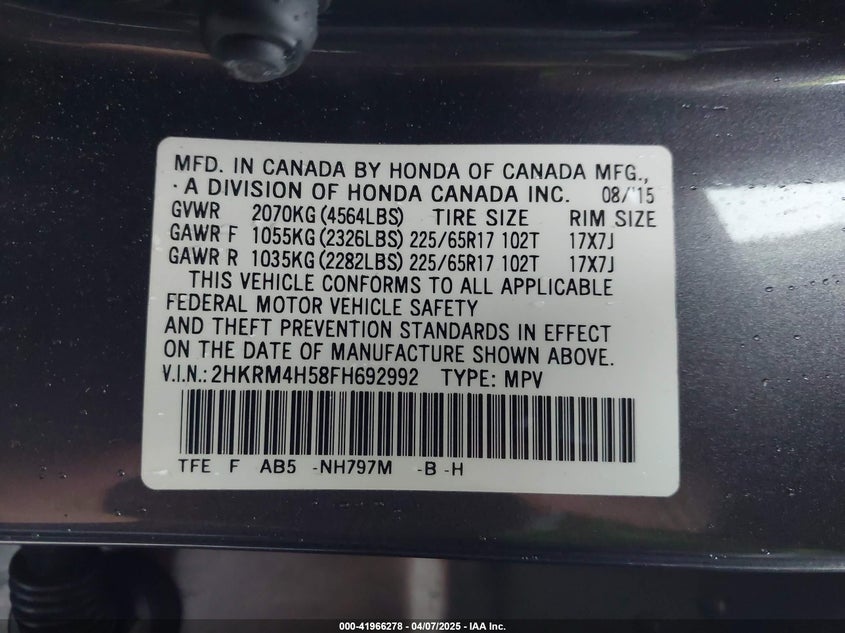 MFD. IN CANADA BY HONDA OF CANADA MFG.,
A DIVISION OF HONDA CANADA INC. 08/'15
GVWR 2070KG (4564LBS) TIRE SIZE RIM SIZE
GAWR F 1055KG (2326LBS) 225/65R17 102T 17X7J
GAWR R 1035KG (2282LBS) 225/65R17 102T 17X7J
THIS VEHICLE CONFORMS TO ALL APPLICABLE
FEDERAL MOTOR VEHICLE SAFETY
AND THEFT PREVENTION STANDARDS IN EFFECT
ON THE DATE OF MANUFACTURE SHOWN ABOVE.
V.I.N.: 2HKRM4H58FH692992 TYPE: MPV
TFE F AB5 -NH797M -B -H
000-41966278 - 04/07/2025 - IAA Inc.